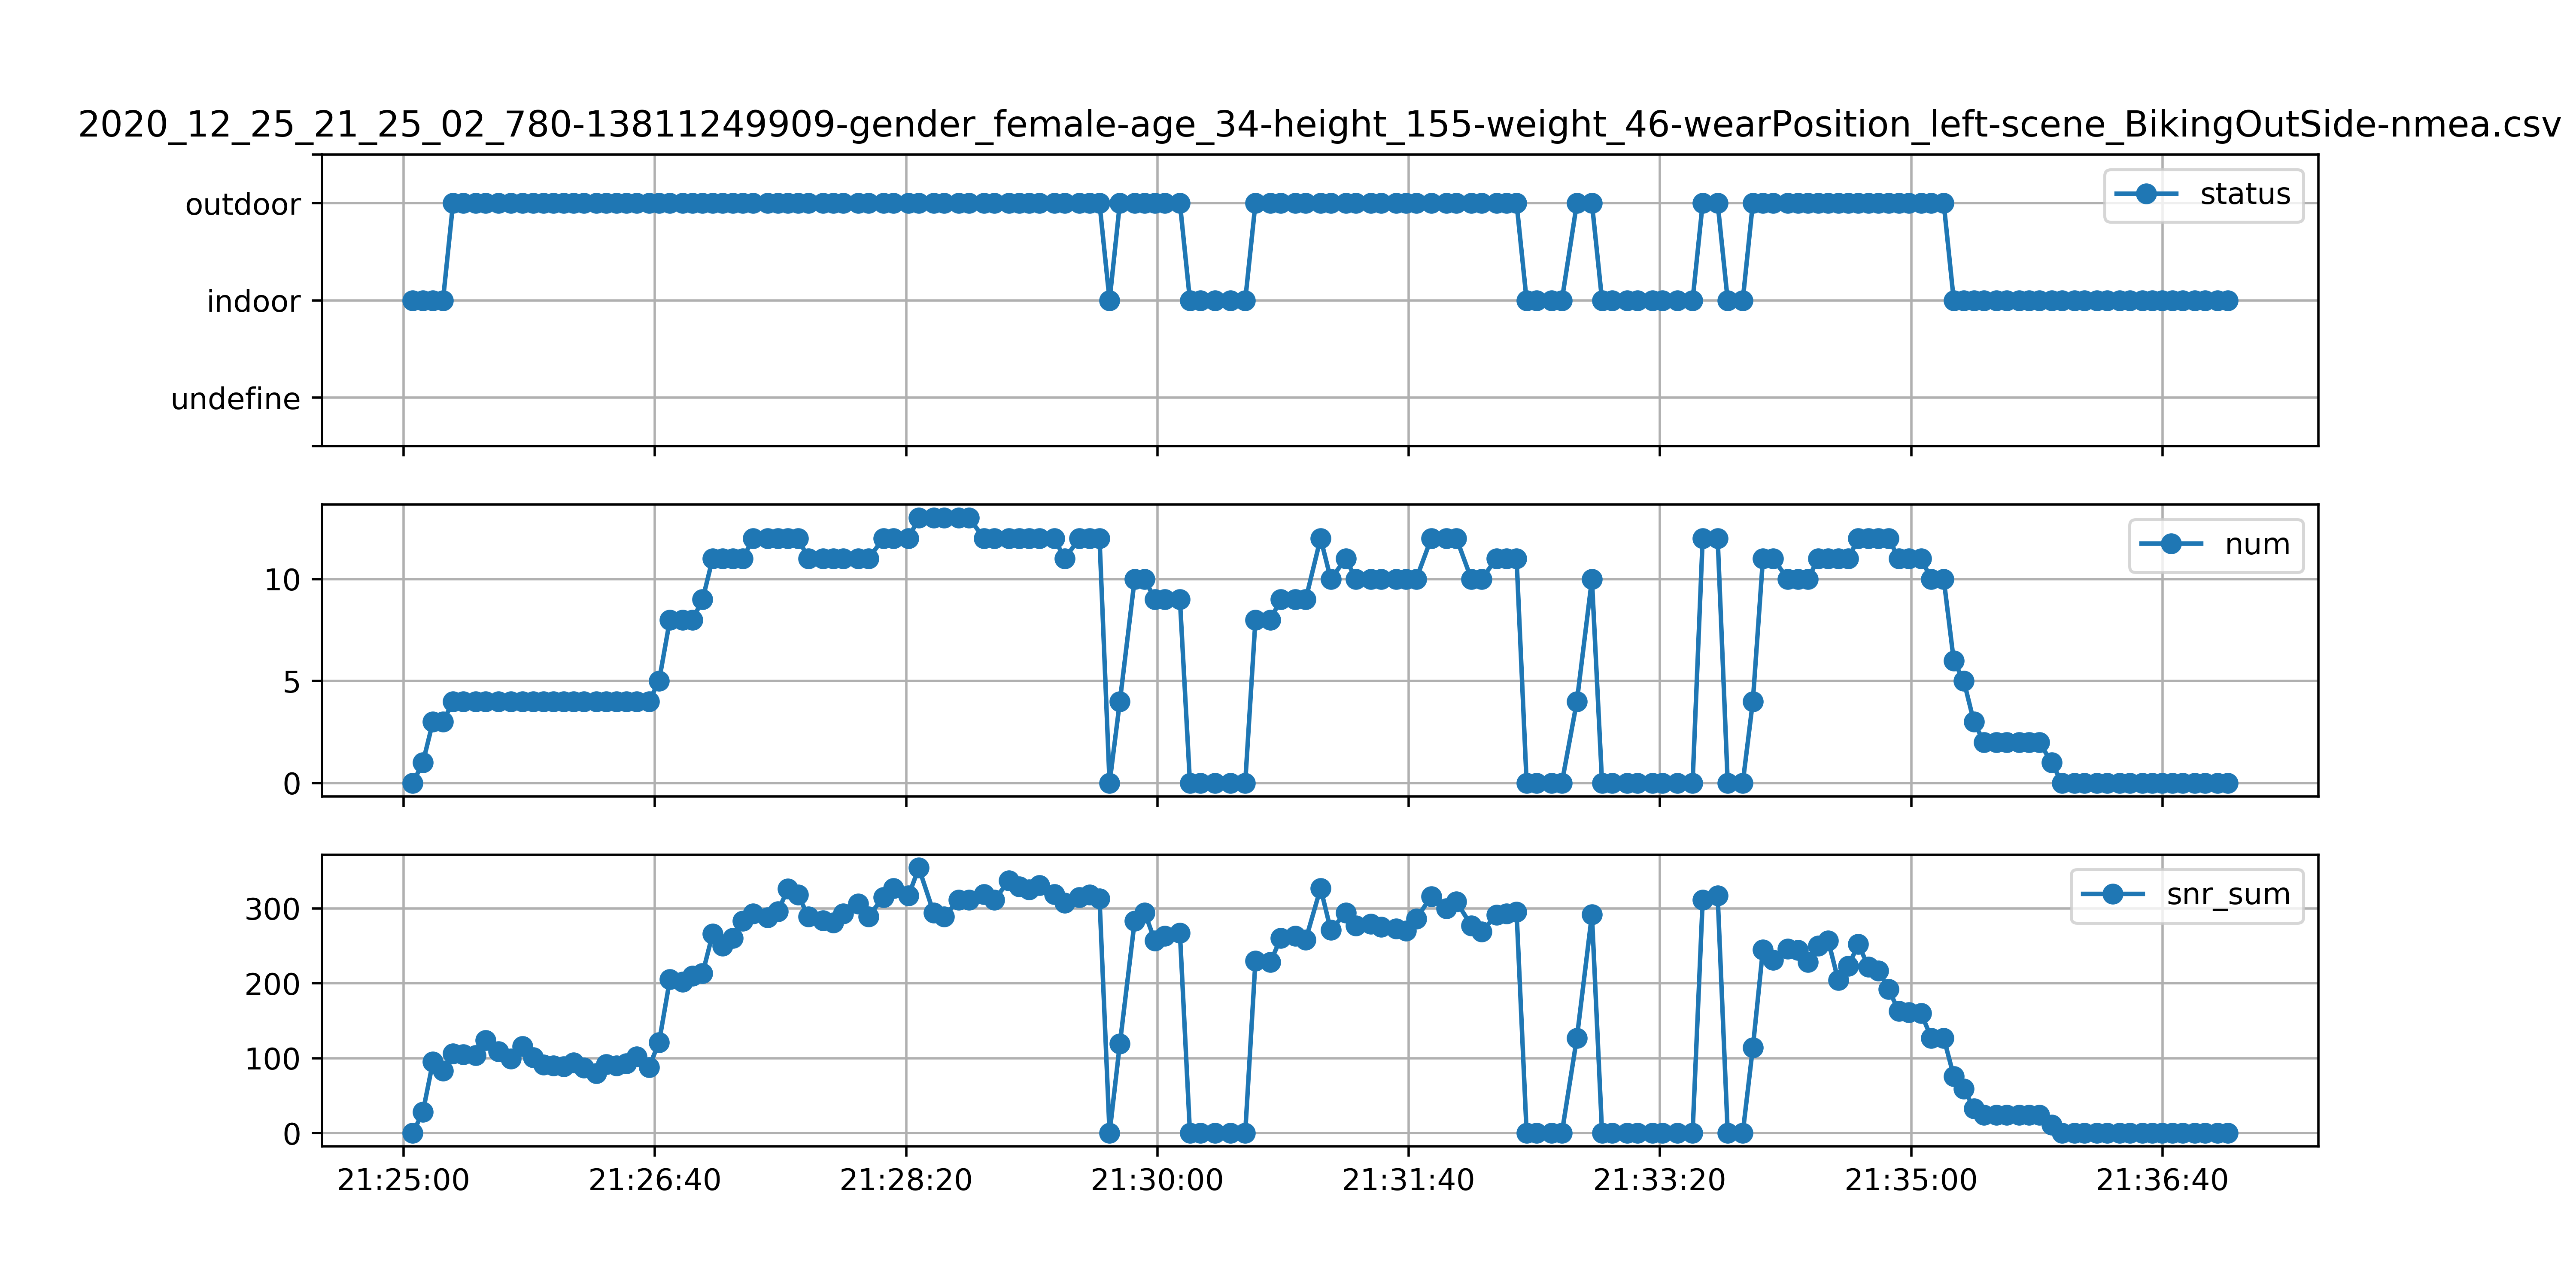 2020_12_25_21_25_02_780-13811249909-gender_female-age_34-height_155-weight_46-wearPosition_left-scene_BikingOutSide-nmea.csv
outdoor
indoor
undefine
status
10
5
0
num
300
200
100
0
snr_sum
21:25:00 21:26:40 21:28:20 21:30:00 21:31:40 21:33:20 21:35:00 21:36:40